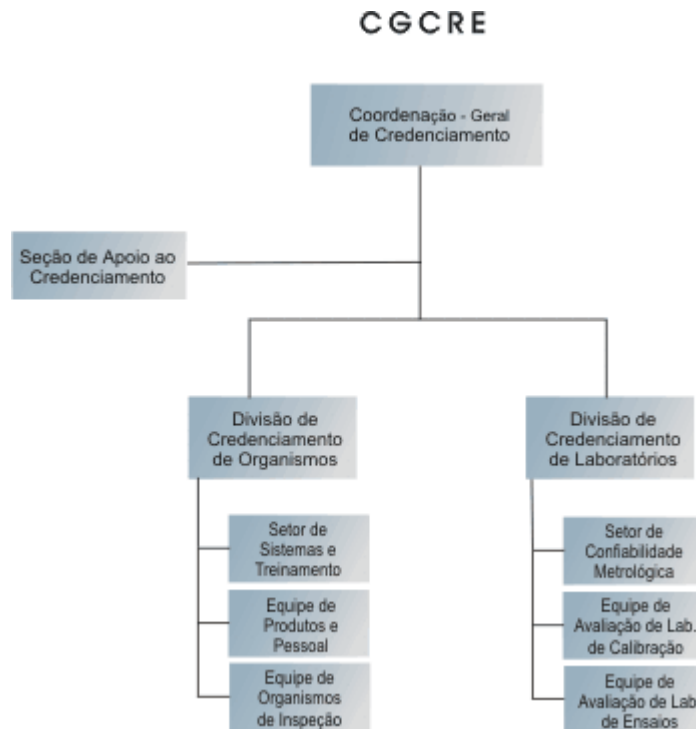 CGCRE
Coordenação - Geral
de Credenciamento
Seção de Apoio ao
Credenciamento
Divisão de
Credenciamento
de Organismos
Divisão de
Credenciamento
de Laboratórios
Setor de
Sistemas e
Treinamento
Equipe de
Produtos e
Pessoal
Equipe de
Organismos
de Inspeção
Setor de
Confiabilidade
Metrológica
Equipe de
Avaliação de Lab.
de Calibração
Equipe de
Avaliação de Lab
de Ensaios